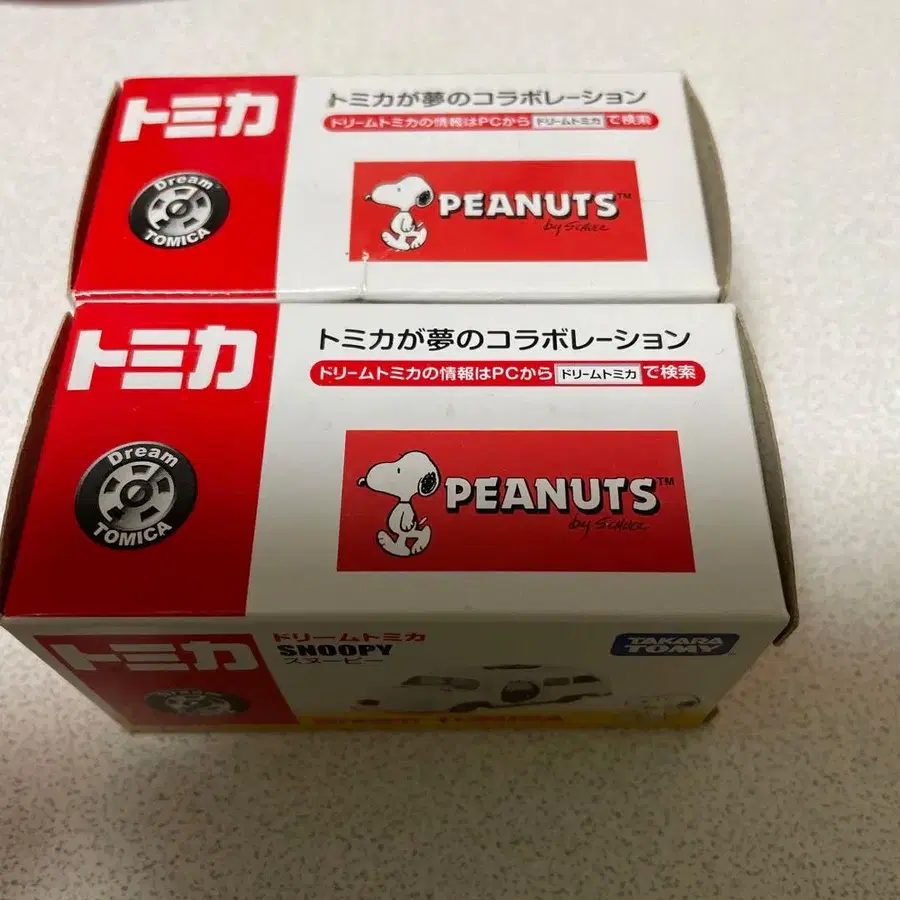 トミカ
トミカが夢のコラボレーション
ドリームトミカの情報はPCから ドリームトミカ で検索
Dream
TOMICA
PEANUTS™
by SCHULZ
トミカ
トミカが夢のコラボレーション
ドリームトミカの情報はPCから ドリームトミカ で検索
Dream
TOMICA
PEANUTS™
by SCHULZ
トミカ
ドリームトミカ
SNOOPY
スヌーピー
TAKARA
TOMY
Dream